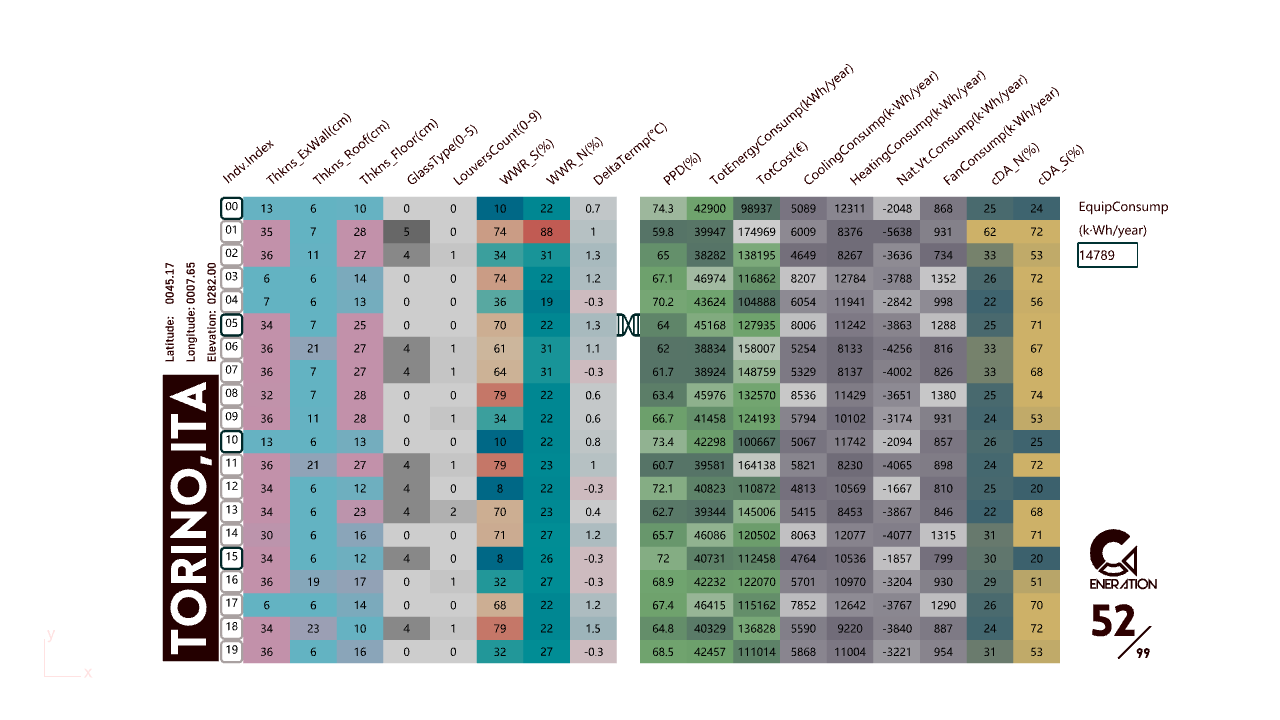 Indv.Index Thkns_ExWall(cm) Thkns_Roof(cm) Thkns_Floor(cm) GlassType(0-5) LouversCount(0-9) WWR_S(%) WWR_N(%) DeltaTermp(°C) PPD(%) TotEnergyConsump(kWh/year) TotCost(€) CoolingConsump(k·Wh/year) HeatingConsump(k·Wh/year) Nat.Vt.Consump(k·Wh/year) FanConsump(k·Wh/year) cDA_N(%) cDA_S(%)
00 13 6 10 0 0 10 22 0.7 74.3 42900 98937 5089 12311 -2048 868 25 24
01 35 7 28 5 0 74 88 1 59.8 39947 174969 6009 8376 -5638 931 62 72
02 36 11 27 4 1 34 31 1.3 65 38282 138195 4649 8267 -3636 734 33 53
03 6 6 14 0 0 74 22 1.2 67.1 46974 116862 8207 12784 -3788 1352 26 72
04 7 6 13 0 0 36 19 -0.3 70.2 43624 104888 6054 11941 -2842 998 22 56
05 34 7 25 0 0 70 22 1.3 64 45168 127935 8006 11242 -3863 1288 25 71
06 36 21 27 4 1 61 31 1.1 62 38834 158007 5254 8133 -4256 816 33 67
07 36 7 27 4 1 64 31 -0.3 61.7 38924 148759 5329 8137 -4002 826 33 68
08 32 7 28 0 0 79 22 0.6 63.4 45976 132570 8536 11429 -3651 1380 25 74
09 36 11 28 0 1 34 22 0.6 66.7 41458 124193 5794 10102 -3174 931 24 53
10 13 6 13 0 0 10 22 0.8 73.4 42298 100667 5067 11742 -2094 857 26 25
11 36 21 27 4 1 79 23 1 60.7 39581 164138 5821 8230 -4065 898 24 72
12 34 6 12 4 0 8 22 -0.3 72.1 40823 110872 4813 10569 -1667 810 25 20
13 34 6 23 4 2 70 23 0.4 62.7 39344 145006 5415 8453 -3867 846 22 68
14 30 6 16 0 0 71 27 1.2 65.7 46086 120502 8063 12077 -4077 1315 31 71
15 34 6 12 4 0 8 26 -0.3 72 40731 112458 4764 10536 -1857 799 30 20
16 36 19 17 0 1 32 27 -0.3 68.9 42232 122070 5701 10970 -3204 930 29 51
17 6 6 14 0 0 68 22 1.2 67.4 46415 115162 7852 12642 -3767 1290 26 70
18 34 23 10 4 1 79 22 1.5 64.8 40329 136828 5590 9220 -3840 887 24 72
19 36 6 16 0 0 32 27 -0.3 68.5 42457 111014 5868 11004 -3221 954 31 53
EquipConsump
(k·Wh/year)
14789
Latitude: 0045.17
Longitude: 0007.65
Elevation: 0282.00
TORINO,ITA
GENERATION
52/99
y
x